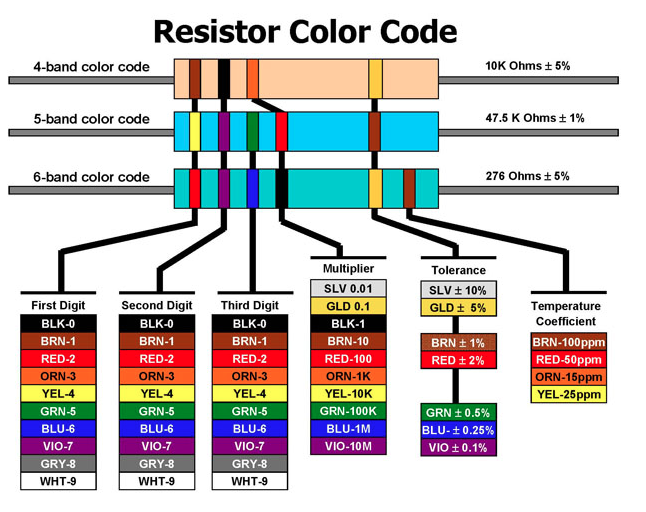 Resistor Color Code
4-band color code
10K Ohms ± 5%
5-band color code
47.5 K Ohms ± 1%
6-band color code
276 Ohms ± 5%
First Digit
BLK-0
BRN-1
RED-2
ORN-3
YEL-4
GRN-5
BLU-6
VIO-7
GRY-8
WHT-9
Second Digit
BLK-0
BRN-1
RED-2
ORN-3
YEL-4
GRN-5
BLU-6
VIO-7
GRY-8
WHT-9
Third Digit
BLK-0
BRN-1
RED-2
ORN-3
YEL-4
GRN-5
BLU-6
VIO-7
GRY-8
WHT-9
Multiplier
SLV 0.01
GLD 0.1
BLK-1
BRN-10
RED-100
ORN-1K
YEL-10K
GRN-100K
BLU-1M
VIO-10M
Tolerance
SLV ± 10%
GLD ± 5%
BRN ± 1%
RED ± 2%
GRN ± 0.5%
BLU- ± 0.25%
VIO ± 0.1%
Temperature
Coefficient
BRN-100ppm
RED-50ppm
ORN-15ppm
YEL-25ppm